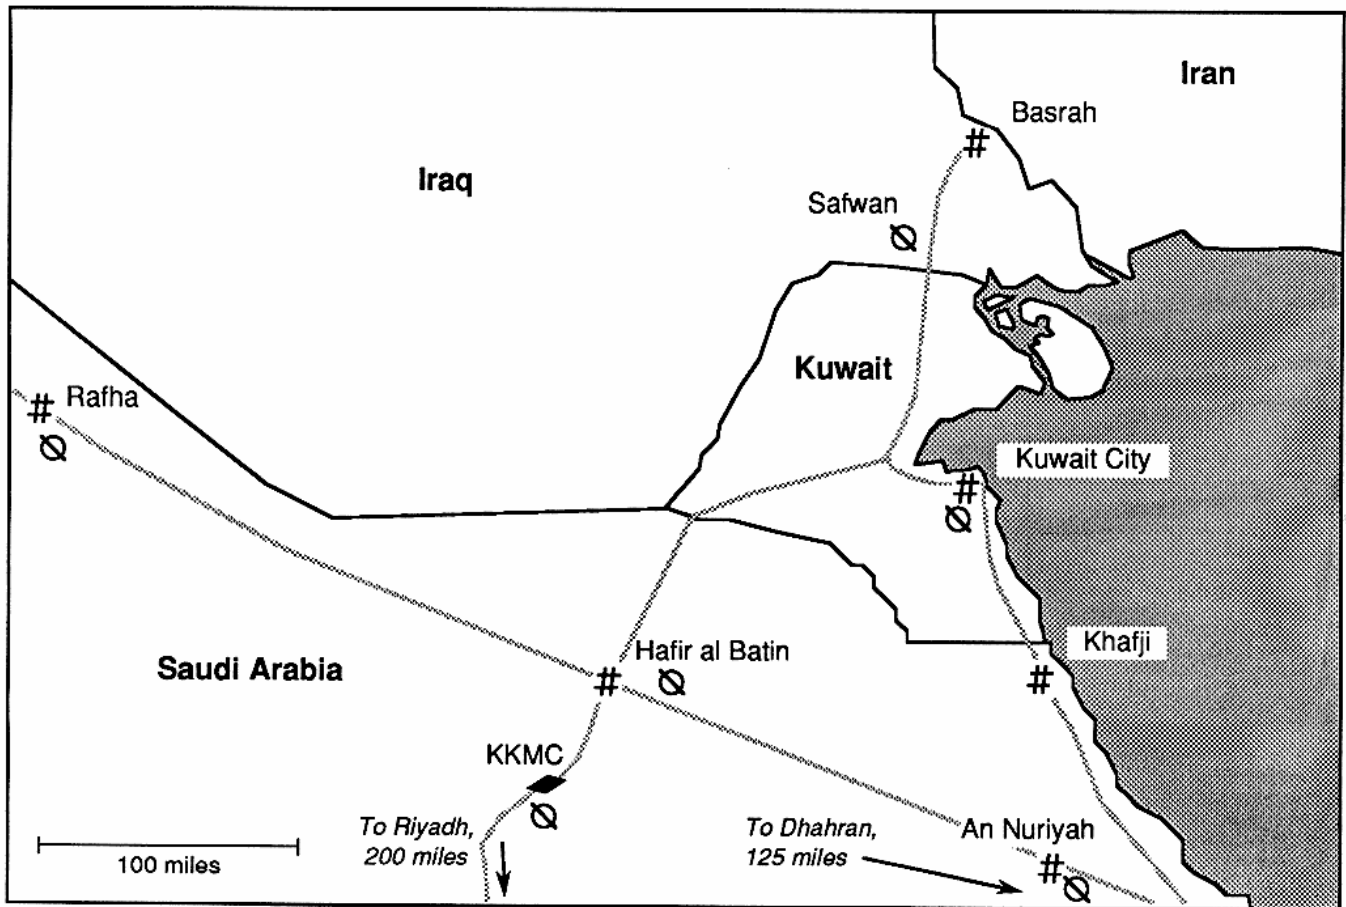 Iran
Basrah
#
Iraq
Safwan
Ø
Kuwait
Rafha
#
Ø
Kuwait City
#
Ø
Khafji
#
Hafir al Batin
#
Ø
Saudi Arabia
KKMC
Ø
To Riyadh,
200 miles
To Dhahran,
125 miles
An Nuriyah
#
Ø
100 miles